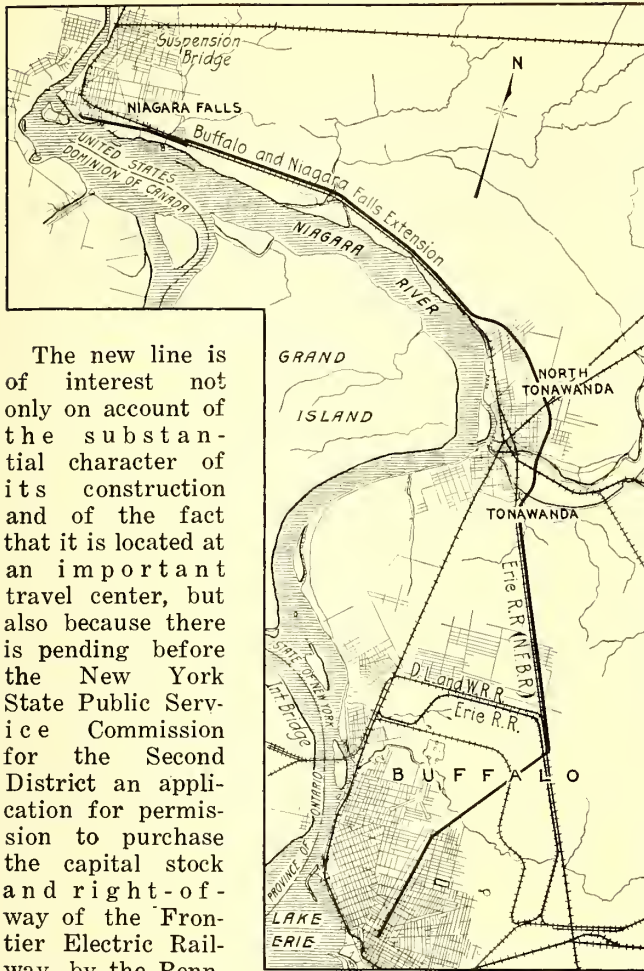 Suspension
Bridge
N
NIAGARA FALLS
Buffalo and Niagara Falls Extension
UNITED STATES
DOMINION OF CANADA
NIAGARA
RIVER
GRAND
ISLAND
NORTH
TONAWANDA
TONAWANDA
Erie R.R. (N.F.B.R.)
STATE OF NEW YORK
Int Bridge
D. L. and W. R. R.
Erie R.R.
BUFFALO
PROVINCE OF ONTARIO
LAKE
ERIE
The new line is
of interest not
only on account of
the substan-
tial character of
its construction
and of the fact
that it is located at
an important
travel center, but
also because there
is pending before
the New York
State Public Serv-
ice Commission
for the Second
District an appli-
cation for permis-
sion to purchase
the capital stock
and right-of-
way of the Fron-
tier Electric Rail-
way by the Penn-